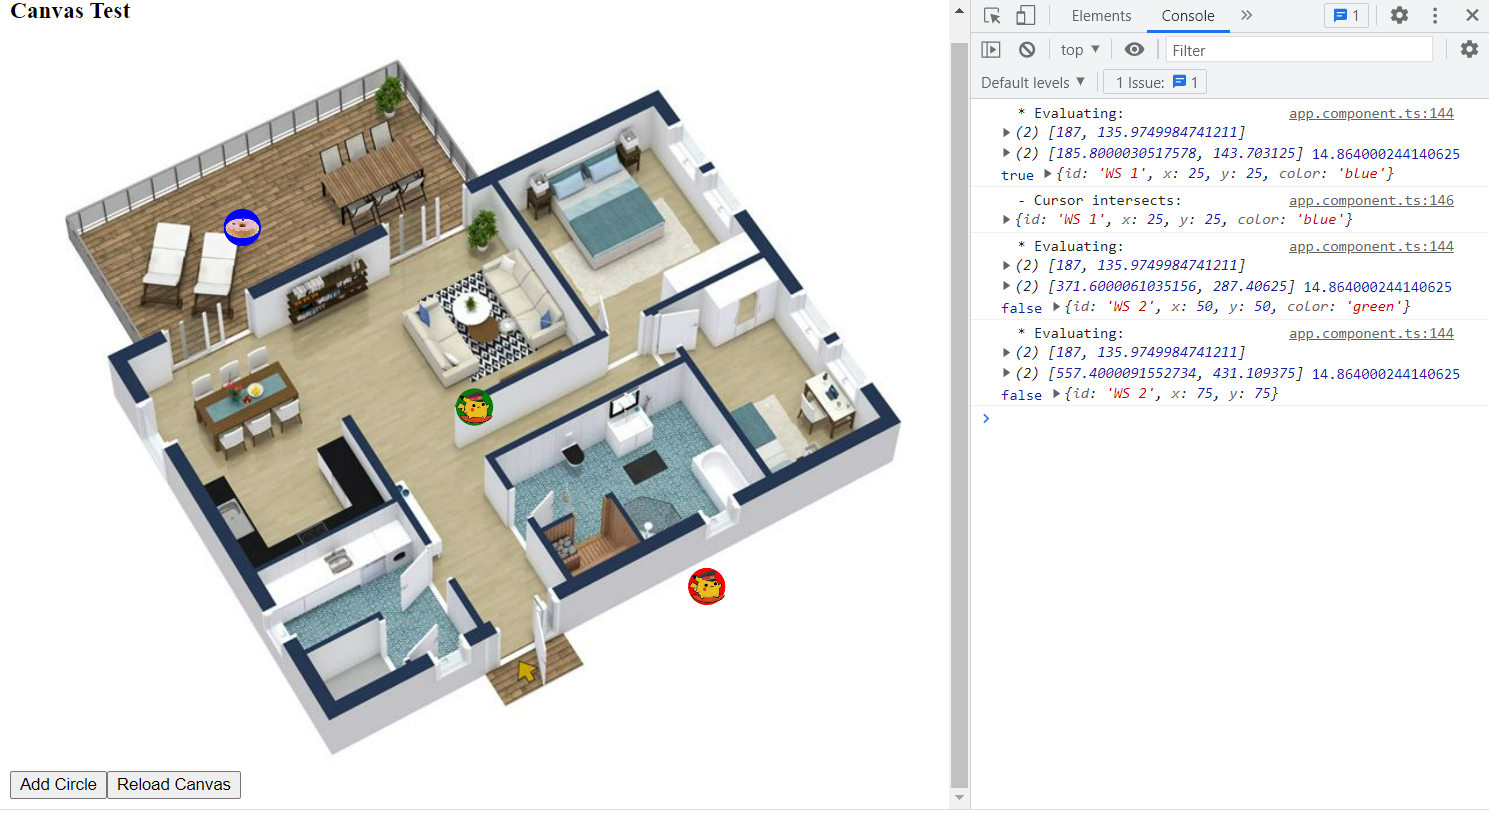 Canvas Test
Add Circle
Reload Canvas
Elements
Console
1
top ▼
Filter
Default levels ▼
1 Issue: 1
* Evaluating: app.component.ts:144
(2) [187, 135.9749984741211]
(2) [185.8000030517578, 143.703125] 14.864000244140625
true {id: 'WS 1', x: 25, y: 25, color: 'blue'}
- Cursor intersects: app.component.ts:146
{id: 'WS 1', x: 25, y: 25, color: 'blue'}
* Evaluating: app.component.ts:144
(2) [187, 135.9749984741211]
(2) [371.6000061035156, 287.40625] 14.864000244140625
false {id: 'WS 2', x: 50, y: 50, color: 'green'}
* Evaluating: app.component.ts:144
(2) [187, 135.9749984741211]
(2) [557.4000091552734, 431.109375] 14.864000244140625
false {id: 'WS 2', x: 75, y: 75}